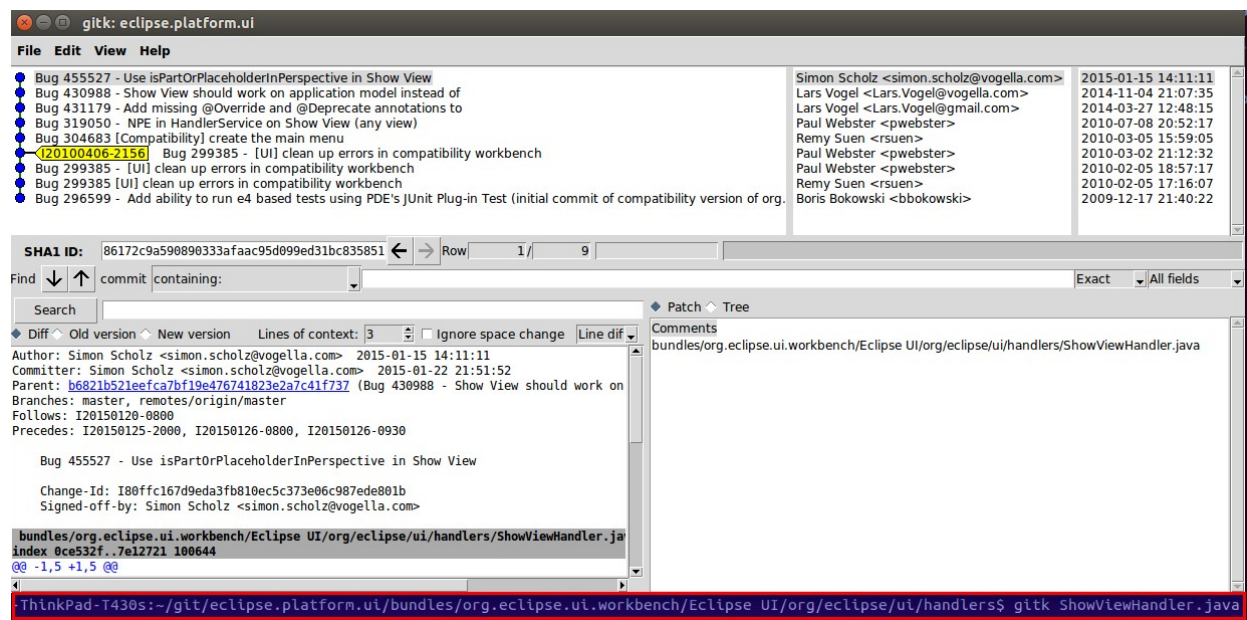 gitk: eclipse.platform.ui
File Edit View Help
Bug 455527 - Use isPartOrPlaceholderInPerspective in Show View Simon Scholz <simon.scholz@vogella.com> 2015-01-15 14:11:11
Bug 430988 - Show View should work on application model instead of Lars Vogel <Lars.Vogel@vogella.com> 2014-11-04 21:07:35
Bug 431179 - Add missing @Override and @Deprecate annotations to Lars Vogel <Lars.Vogel@gmail.com> 2014-03-27 12:48:15
Bug 319050 - NPE in HandlerService on Show View (any view) Paul Webster <pwebster> 2010-07-08 20:52:17
Bug 304683 [Compatibility] create the main menu Remy Suen <rsuen> 2010-03-05 15:59:05
I20100406-2156 Bug 299385 - [UI] clean up errors in compatibility workbench Paul Webster <pwebster> 2010-03-02 21:12:32
Bug 299385 - [UI] clean up errors in compatibility workbench Paul Webster <pwebster> 2010-02-05 18:57:17
Bug 299385 [UI] clean up errors in compatibility workbench Remy Suen <rsuen> 2010-02-05 17:16:07
Bug 296599 - Add ability to run e4 based tests using PDE's JUnit Plug-in Test (initial commit of compatibility version of org. Boris Bokowski <bbokowski> 2009-12-17 21:40:22
SHA1 ID: 86172c9a590890333afaac95d099ed31bc835851 Row 1/ 9
Find commit containing: Exact All fields
Search Patch Tree
Diff Old version New version Lines of context: 3 Ignore space change Line dif
Comments
bundles/org.eclipse.ui.workbench/Eclipse UI/org/eclipse/ui/handlers/ShowViewHandler.java
Author: Simon Scholz <simon.scholz@vogella.com> 2015-01-15 14:11:11
Committer: Simon Scholz <simon.scholz@vogella.com> 2015-01-22 21:51:52
Parent: b6821b521eefca7bf19e476741823e2a7c41f737 (Bug 430988 - Show View should work on
Branches: master, remotes/origin/master
Follows: I20150120-0800
Precedes: I20150125-2000, I20150126-0800, I20150126-0930
Bug 455527 - Use isPartOrPlaceholderInPerspective in Show View
Change-Id: I80ffc167d9eda3fb810ec5c373e06c987ede801b
Signed-off-by: Simon Scholz <simon.scholz@vogella.com>
bundles/org.eclipse.ui.workbench/Eclipse UI/org/eclipse/ui/handlers/ShowViewHandler.ja
index 0ce532f..7e12721 100644
@@ -1,5 +1,5 @@
-ThinkPad-T430s:~/git/eclipse.platform.ui/bundles/org.eclipse.ui.workbench/Eclipse UI/org/eclipse/ui/handlers$ gitk ShowViewHandler.java